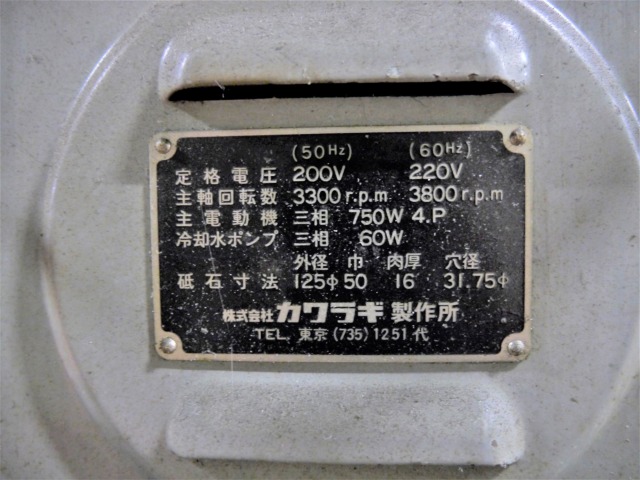 (50Hz) (60Hz)
定格電圧 200V 220V
主軸回転数 3300r.p.m 3800r.p.m
主電動機 三相 750W 4.P
冷却水ポンプ 三相 60W
外径 巾 肉厚 穴径
砥石寸法 125φ 50 16 31.75φ
株式会社 カワラギ 製作所
TEL. 東京 (735) 1251 代